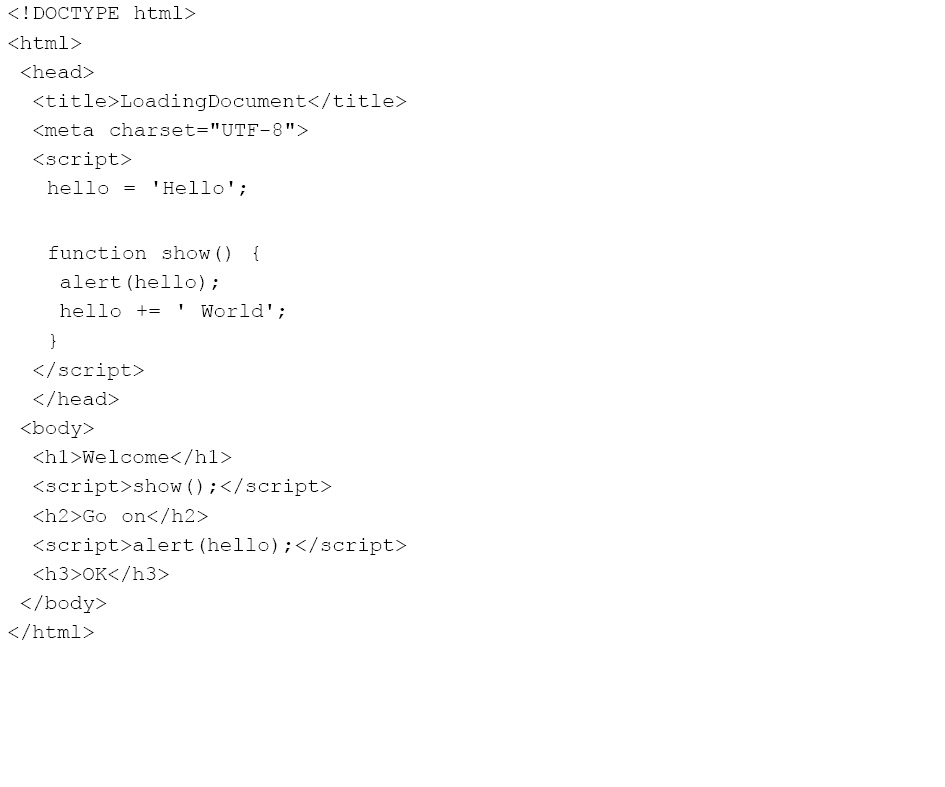 <!DOCTYPE html>
<html>
 <head>
  <title>LoadingDocument</title>
  <meta charset="UTF-8">
  <script>
   hello = 'Hello';

   function show() {
    alert(hello);
    hello += ' World';
   }
  </script>
  </head>
 <body>
  <h1>Welcome</h1>
  <script>show();</script>
  <h2>Go on</h2>
  <script>alert(hello);</script>
  <h3>OK</h3>
 </body>
</html>